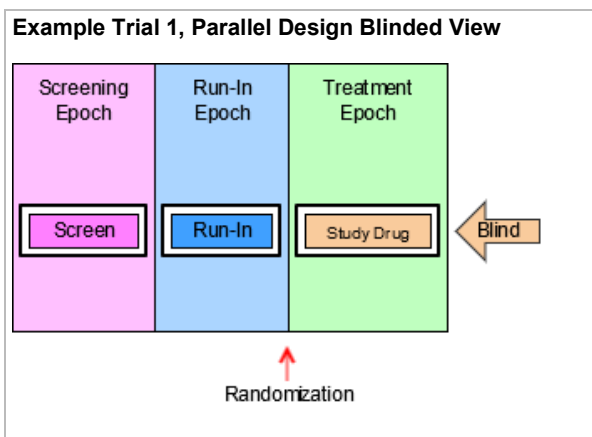 Example Trial 1, Parallel Design Blinded View
Screening
Epoch
Run-In
Epoch
Treatment
Epoch
Screen
Run-In
Study Drug
Blind
Randomization